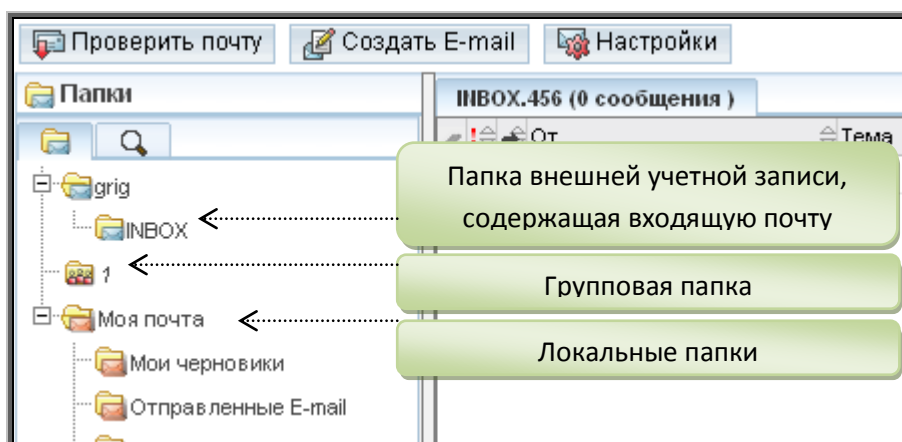 Проверить почту Создать E-mail Настройки
Папки
INBOX.456 (0 сообщения )
! От Тема
grig
INBOX
1
Моя почта
Мои черновики
Отправленные E-mail
Папка внешней учетной записи,
содержащая входящую почту
Групповая папка
Локальные папки